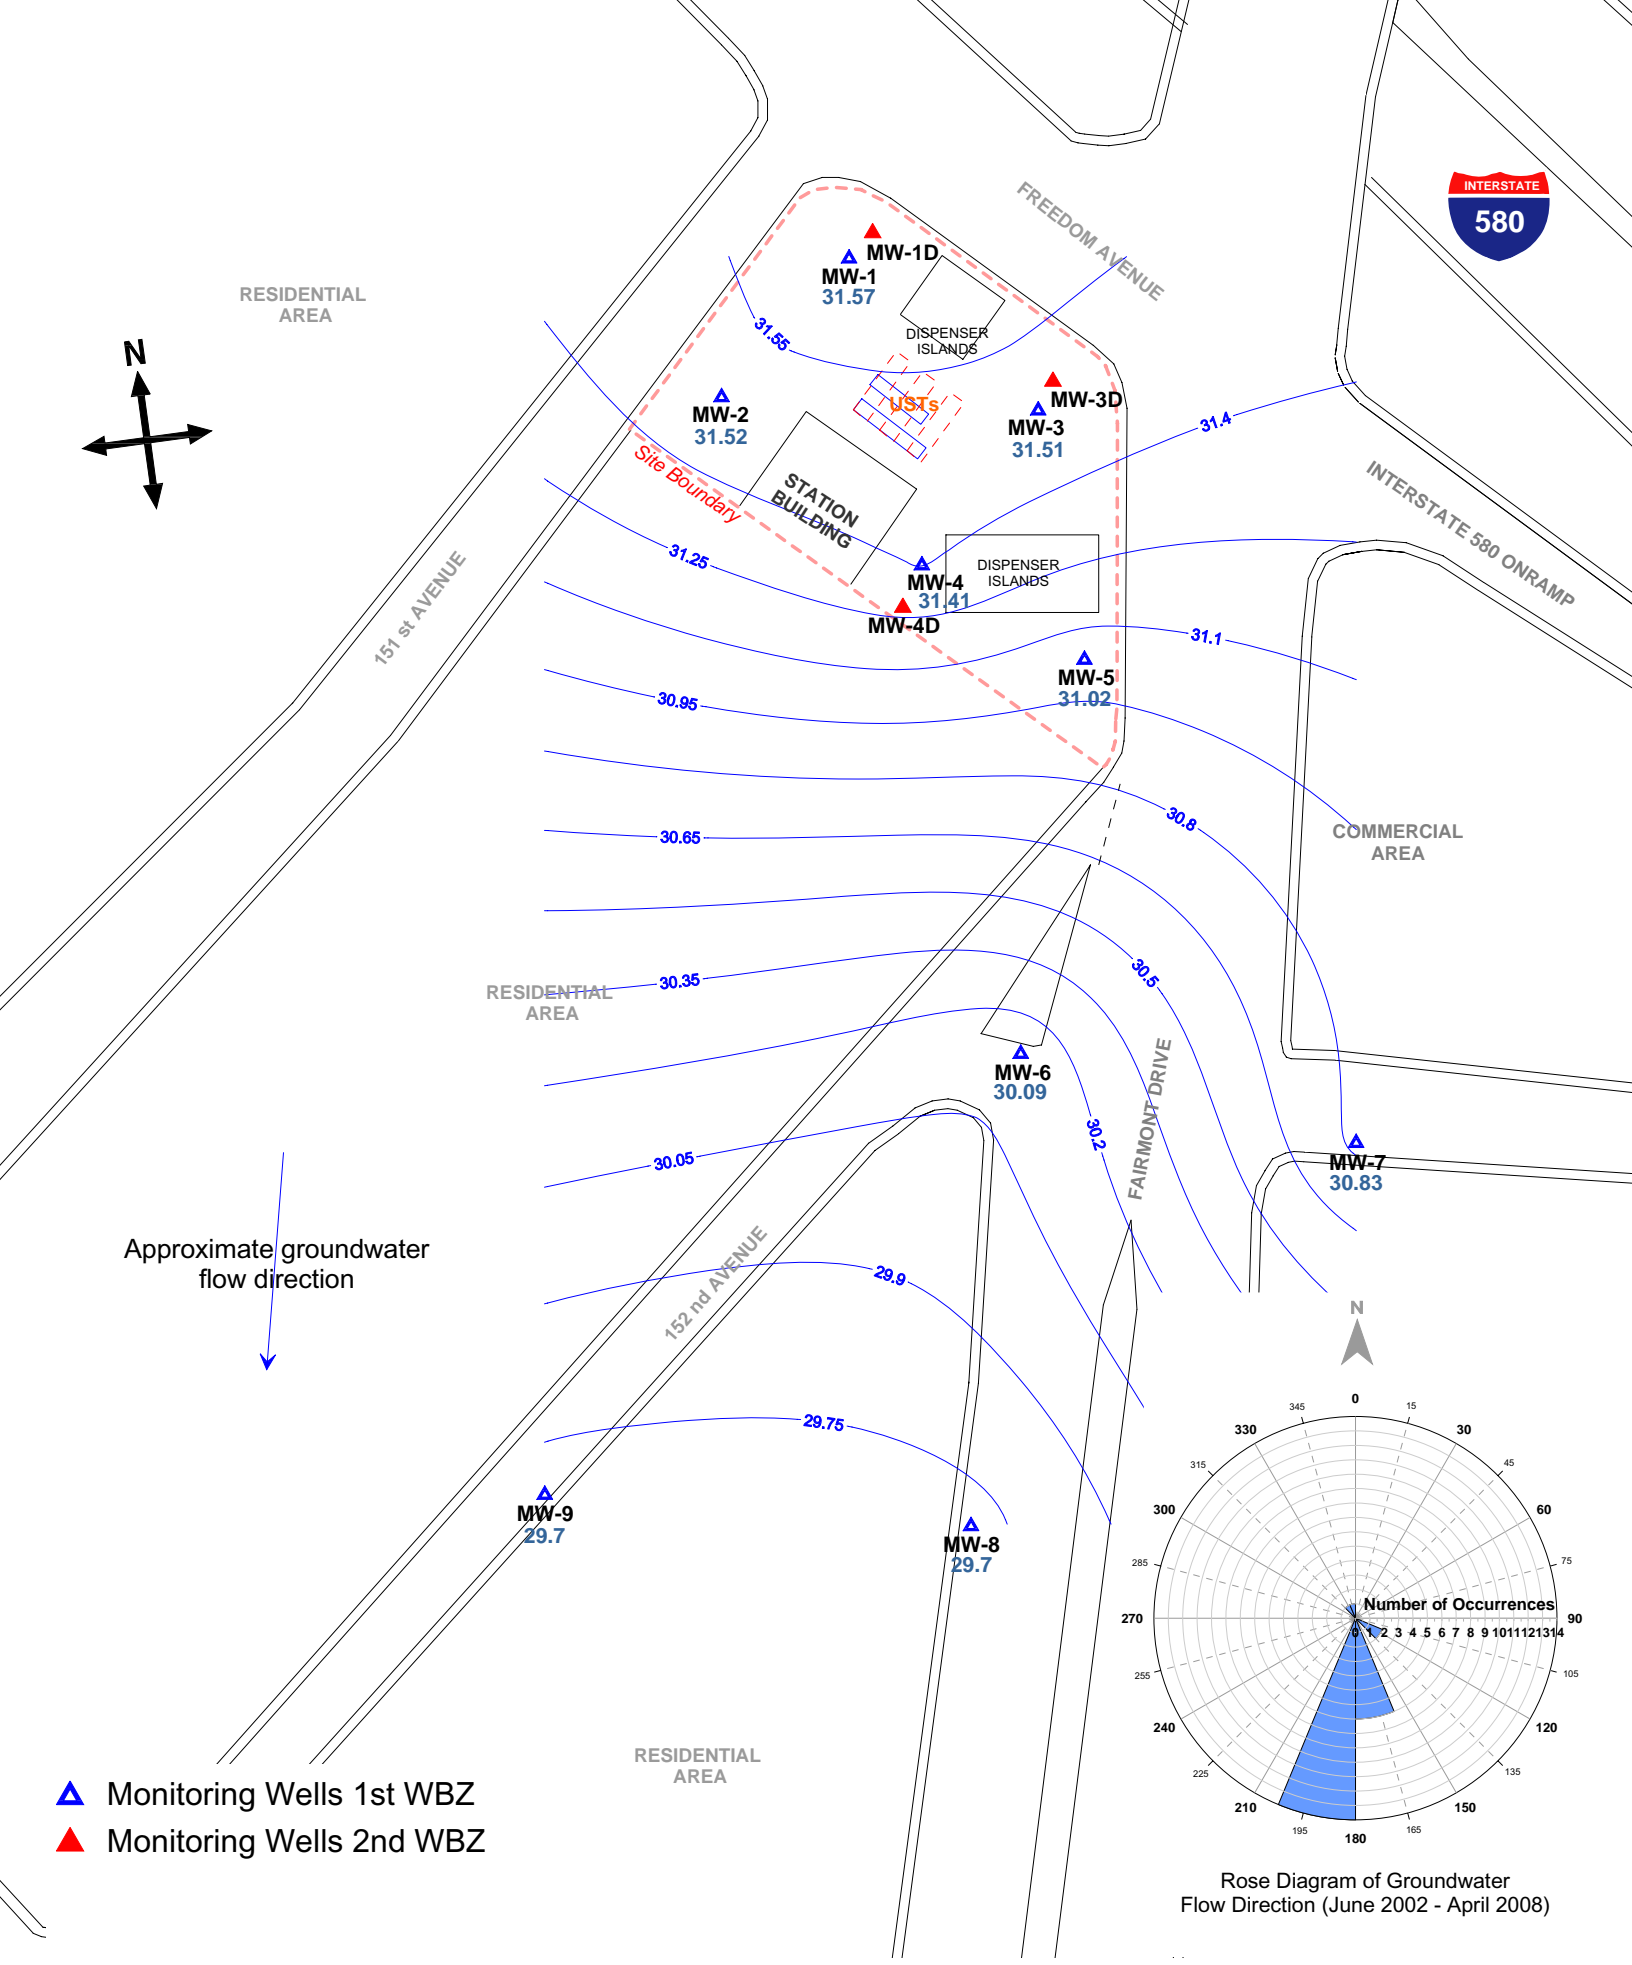 FREEDOM AVENUE
INTERSTATE
580
MW-1D
MW-1
31.57
RESIDENTIAL
AREA
DISPENSER
ISLANDS
31.55
N
MW-3D
MW-3
31.51
USTs
MW-2
31.52
31.4
Site Boundary
STATION
BUILDING
INTERSTATE 580 ONRAMP
31.25
151 st AVENUE
DISPENSER
ISLANDS
MW-4
31.41
MW-4D
31.1
MW-5
31.02
30.95
30.8
30.65
COMMERCIAL
AREA
30.5
30.35
RESIDENTIAL
AREA
MW-6
30.09
FAIRMONT DRIVE
30.2
30.05
MW-7
30.83
Approximate groundwater
flow direction
152 nd AVENUE
29.9
29.75
MW-9
29.7
MW-8
29.7
N
0
15
30
45
60
75
90
105
120
135
150
165
180
195
210
225
240
255
270
285
300
315
330
345
Number of Occurrences
0 1 2 3 4 5 6 7 8 9 10 11 12 13 14
RESIDENTIAL
AREA
Monitoring Wells 1st WBZ
Monitoring Wells 2nd WBZ
Rose Diagram of Groundwater
Flow Direction (June 2002 - April 2008)